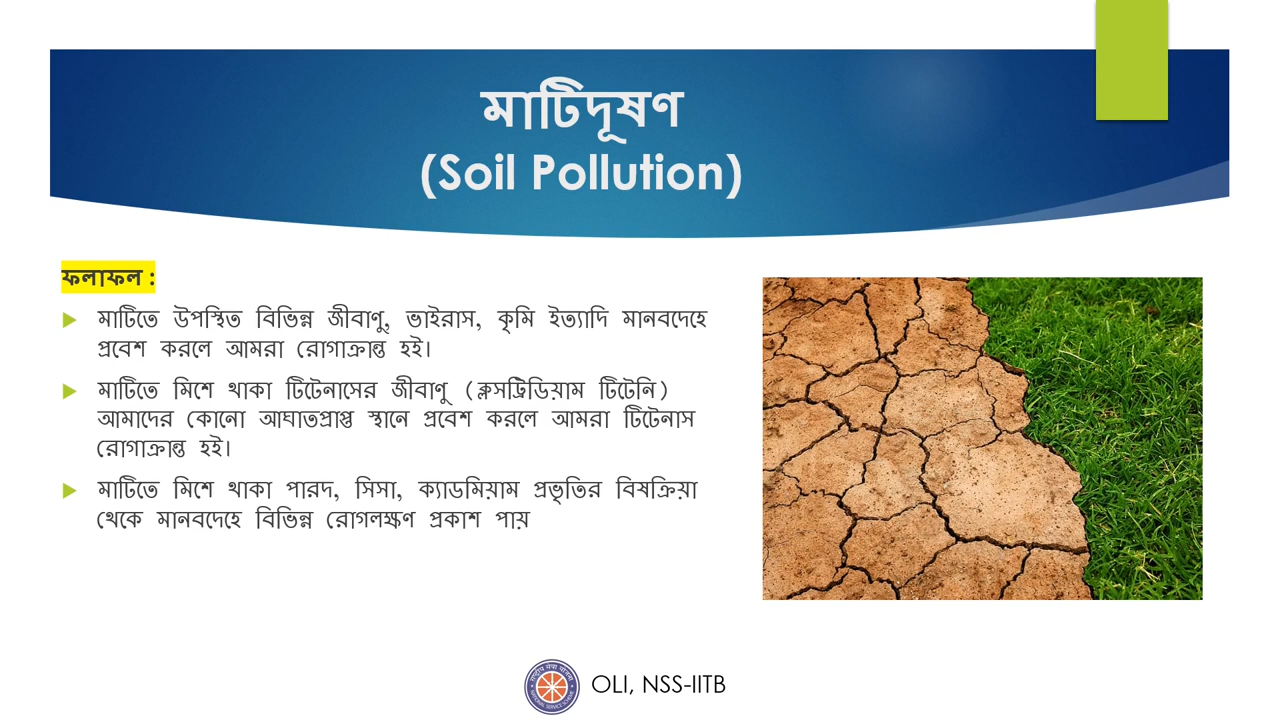 মাটিদূষণ
(Soil Pollution)
ফলাফল :
মাটিতে উপস্থিত বিভিন্ন জীবাণু, ভাইরাস, কৃমি ইত্যাদি মানবদেহে
প্রবেশ করলে আমরা রোগাক্রান্ত হই।
মাটিতে মিশে থাকা টিটেনাসের জীবাণু (ক্লসট্রিডিয়াম টিটেনি)
আমাদের কোনো আঘাতপ্রাপ্ত স্থানে প্রবেশ করলে আমরা টিটেনাস
রোগাক্রান্ত হই।
মাটিতে মিশে থাকা পারদ, সিসা, ক্যাডমিয়াম প্রভৃতির বিষক্রিয়া
থেকে মানবদেহে বিভিন্ন রোগলক্ষণ প্রকাশ পায়
OLI, NSS-IITB